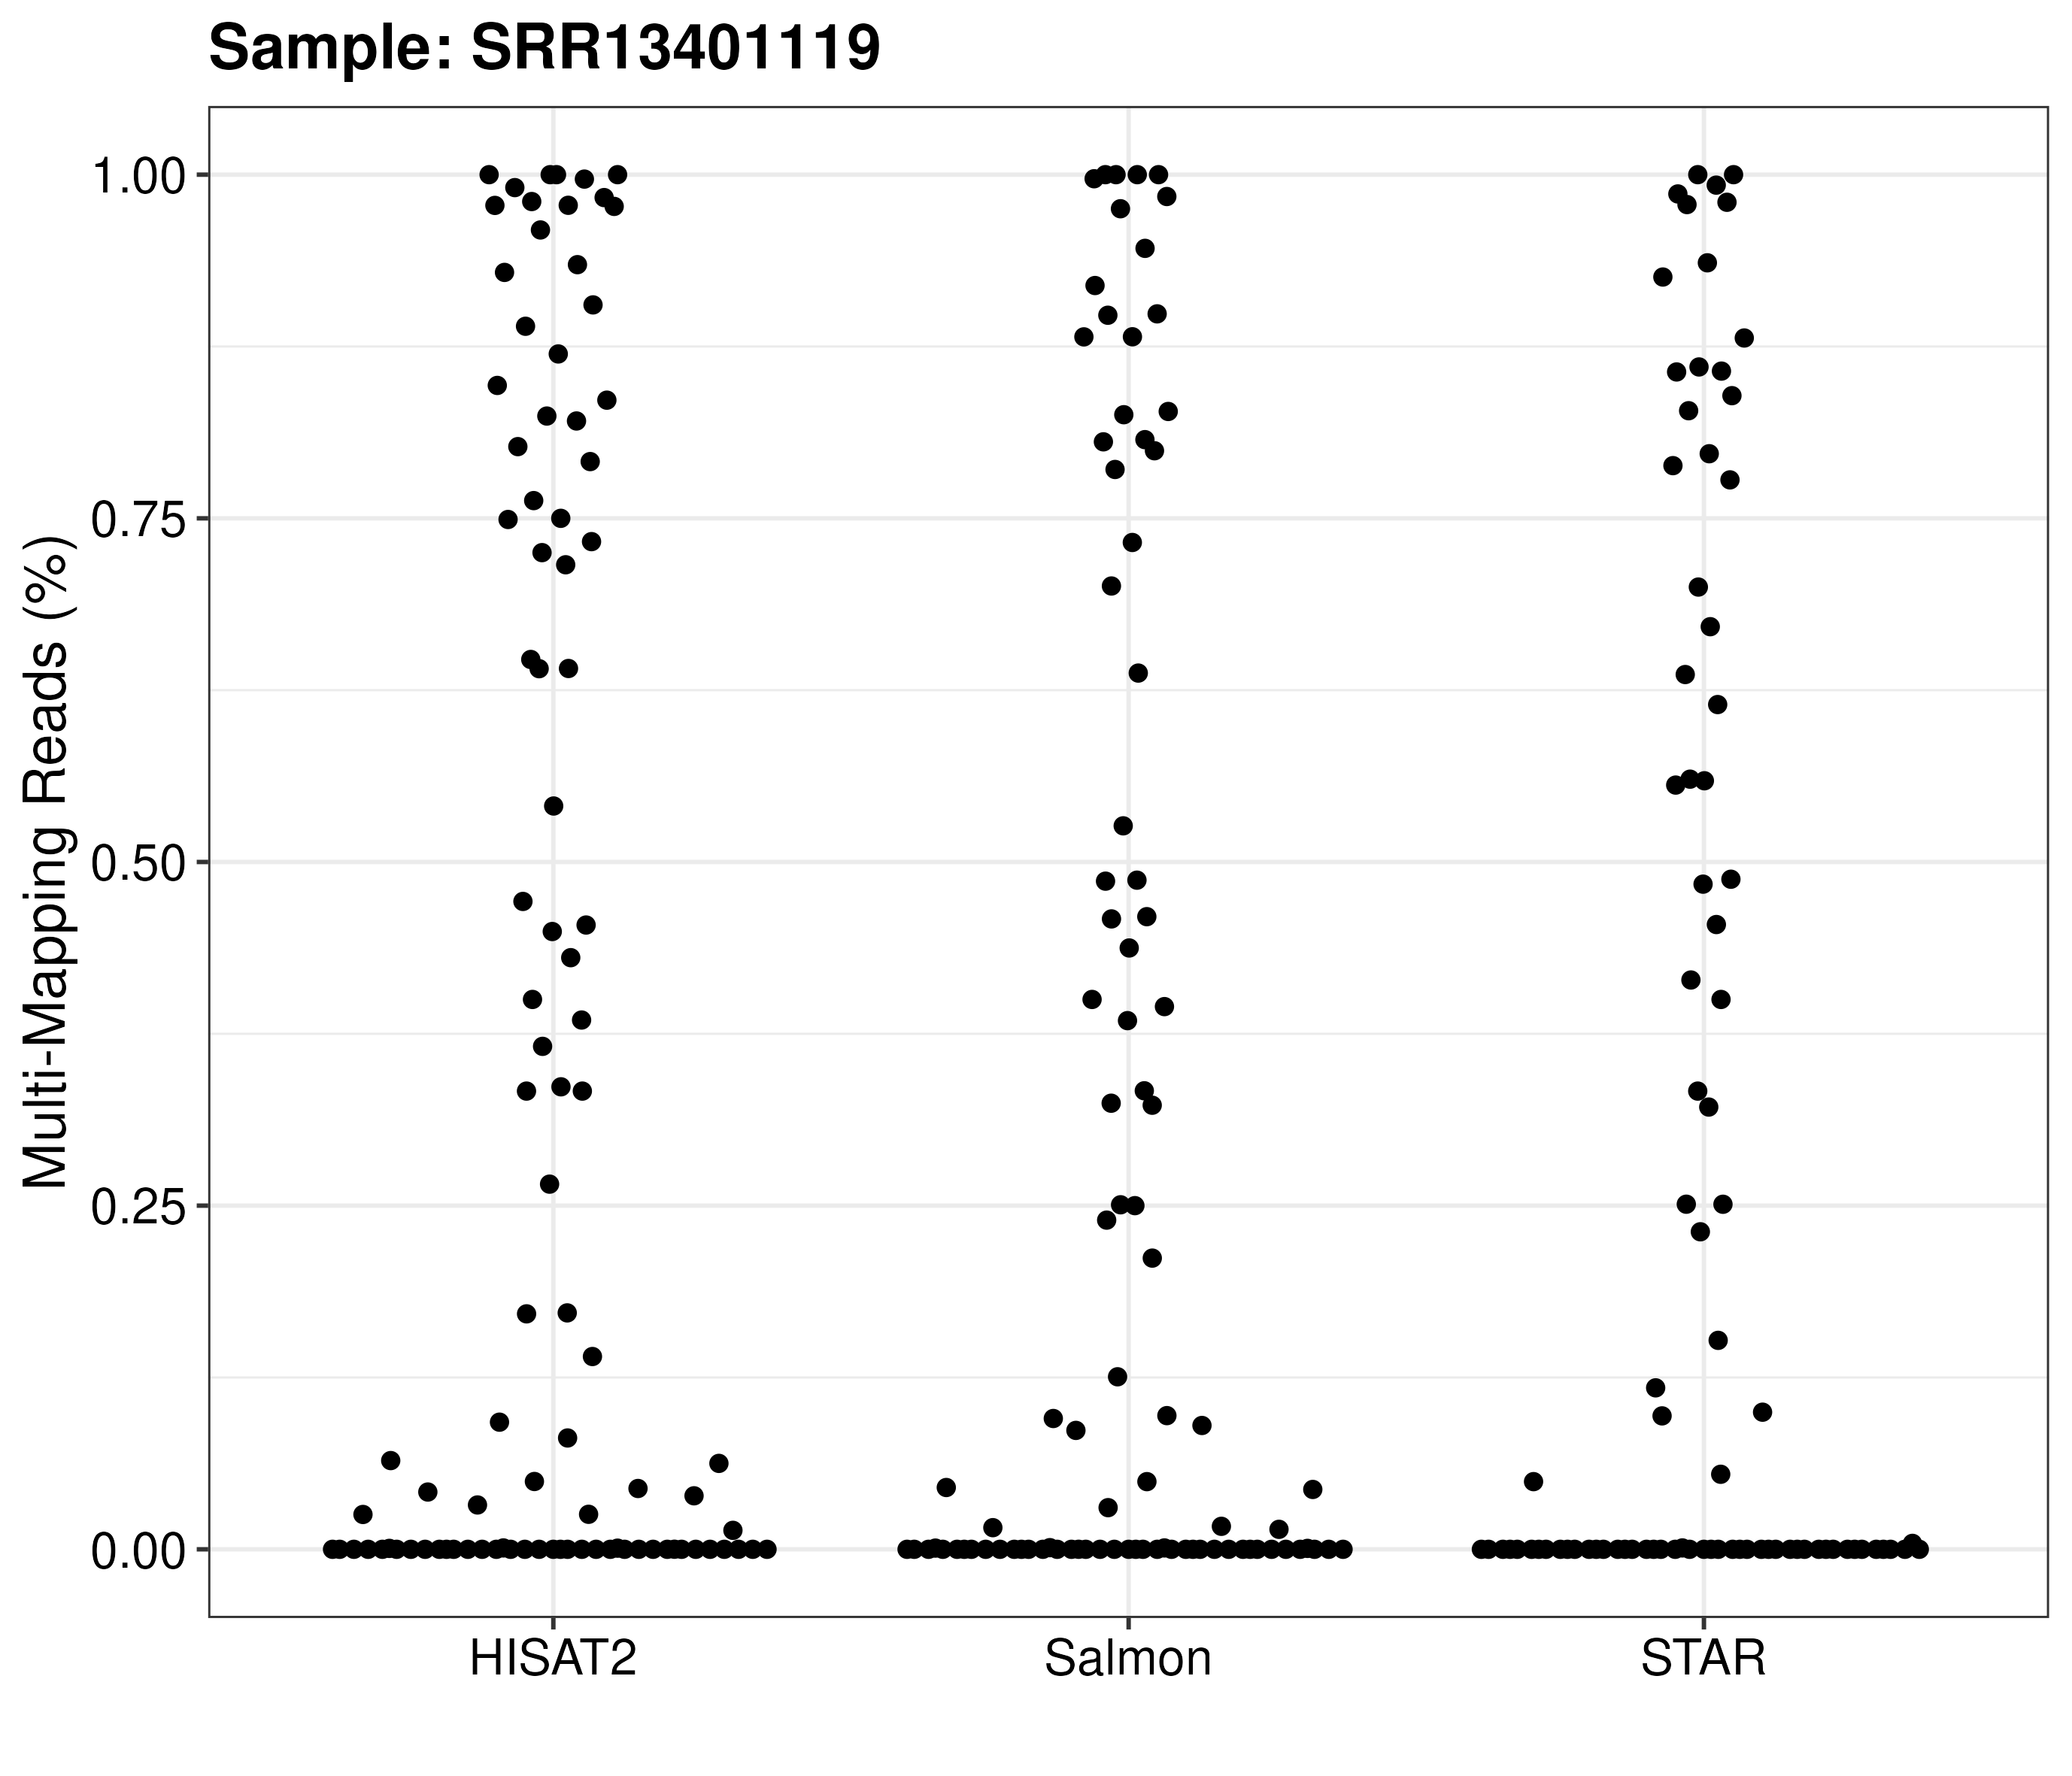 Sample: SRR13401119
Multi-Mapping Reads (%)
1.00
0.75
0.50
0.25
0.00
HISAT2
Salmon
STAR